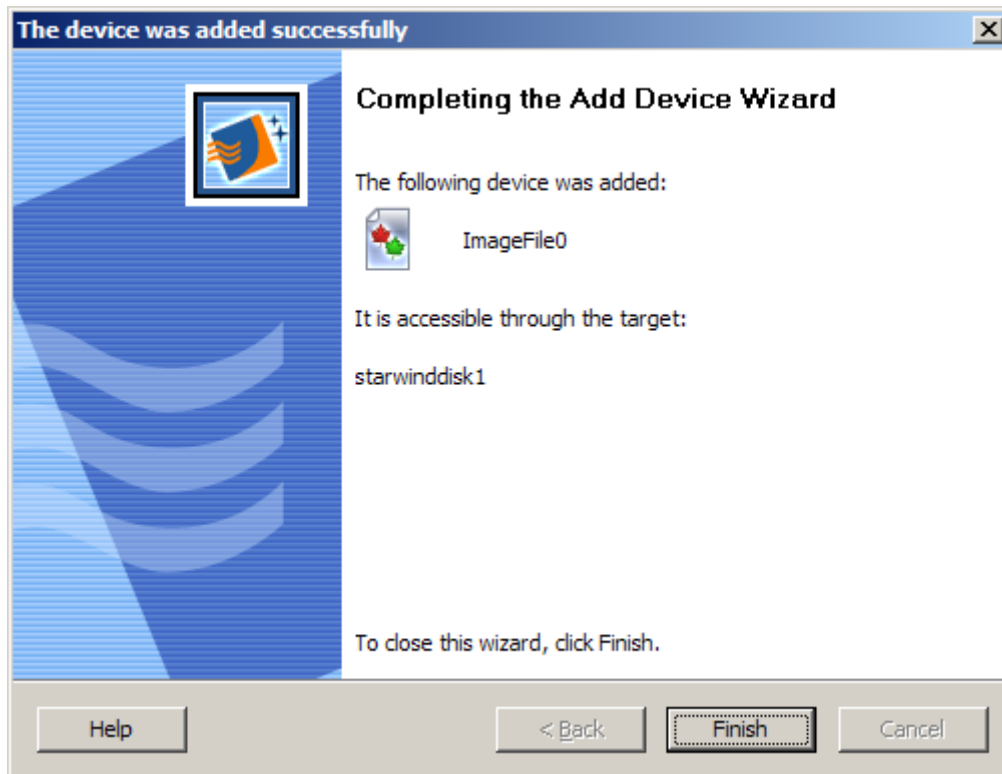 The device was added successfully
Completing the Add Device Wizard
The following device was added:
ImageFile0
It is accessible through the target:
starwinddisk1
To close this wizard, click Finish.
Help
< Back
Finish
Cancel